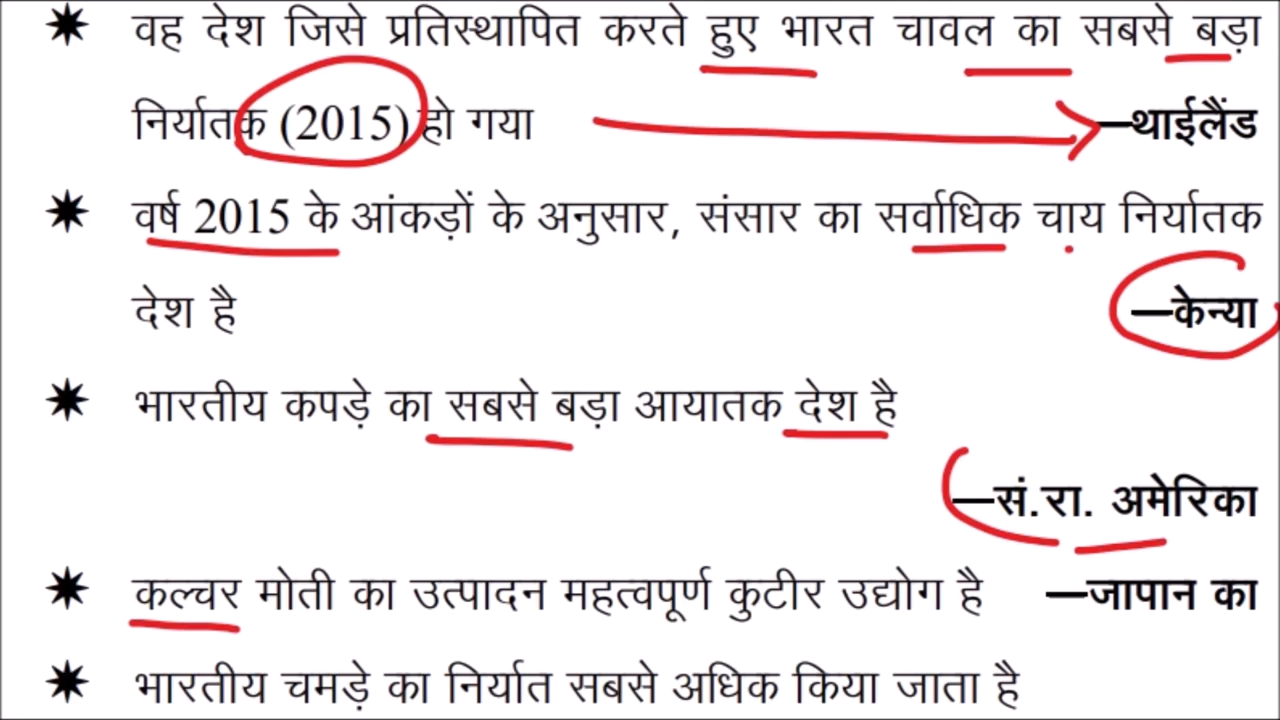 ✷ वह देश जिसे प्रतिस्थापित करते हुए भारत चावल का सबसे बड़ा
निर्यातक (2015) हो गया —थाईलैंड
✷ वर्ष 2015 के आंकड़ों के अनुसार, संसार का सर्वाधिक चाय निर्यातक
देश है —केन्या
✷ भारतीय कपड़े का सबसे बड़ा आयातक देश है
—सं.रा. अमेरिका
✷ कल्चर मोती का उत्पादन महत्वपूर्ण कुटीर उद्योग है —जापान का
✷ भारतीय चमड़े का निर्यात सबसे अधिक किया जाता है